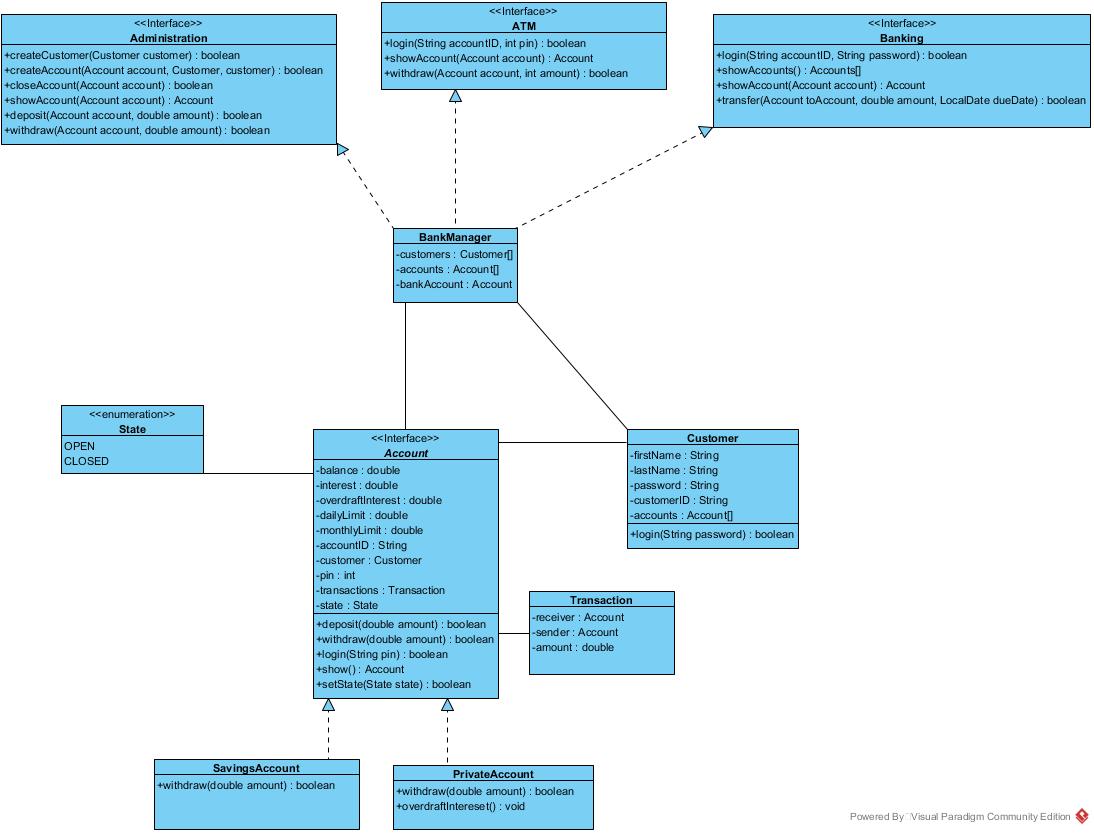 <<Interface>>
Administration
+createCustomer(Customer customer) : boolean
+createAccount(Account account, Customer, customer) : boolean
+closeAccount(Account account) : boolean
+showAccount(Account account) : Account
+deposit(Account account, double amount) : boolean
+withdraw(Account account, double amount) : boolean
<<Interface>>
ATM
+login(String accountID, int pin) : boolean
+showAccount(Account account) : Account
+withdraw(Account account, int amount) : boolean
<<Interface>>
Banking
+login(String accountID, String password) : boolean
+showAccounts() : Accounts[]
+showAccount(Account account) : Account
+transfer(Account toAccount, double amount, LocalDate dueDate) : boolean
BankManager
-customers : Customer[]
-accounts : Account[]
-bankAccount : Account
<<enumeration>>
State
OPEN
CLOSED
<<Interface>>
Account
-balance : double
-interest : double
-overdraftInterest : double
-dailyLimit : double
-monthlyLimit : double
-accountID : String
-customer : Customer
-pin : int
-transactions : Transaction
-state : State
+deposit(double amount) : boolean
+withdraw(double amount) : boolean
+login(String pin) : boolean
+show() : Account
+setState(State state) : boolean
Customer
-firstName : String
-lastName : String
-password : String
-customerID : String
-accounts : Account[]
+login(String password) : boolean
Transaction
-receiver : Account
-sender : Account
-amount : double
SavingsAccount
+withdraw(double amount) : boolean
PrivateAccount
+withdraw(double amount) : boolean
+overdraftIntereset() : void
Powered By Visual Paradigm Community Edition